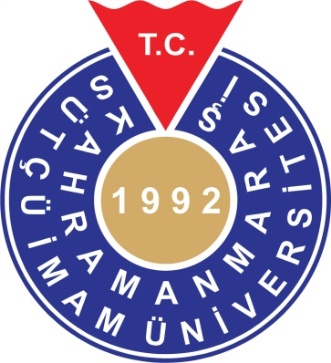 T.C.
KAHRAMANMARAŞ
SÜTÇÜ İMAM ÜNİVERSİTESİ
1992